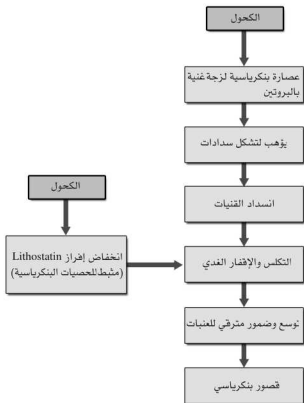 الكحول
عصارة بنكرياسية لزجة غنية
بالبروتين
يؤهب لتشكل سدادات
انسداد القنيات
الكحول
انخفاض إفراز Lithostatin
(مثبط للحصيات البنكرياسية)
التكلس والإقفار الغدي
توسع وضمور مترقي للعنبات
قصور بنكرياسي